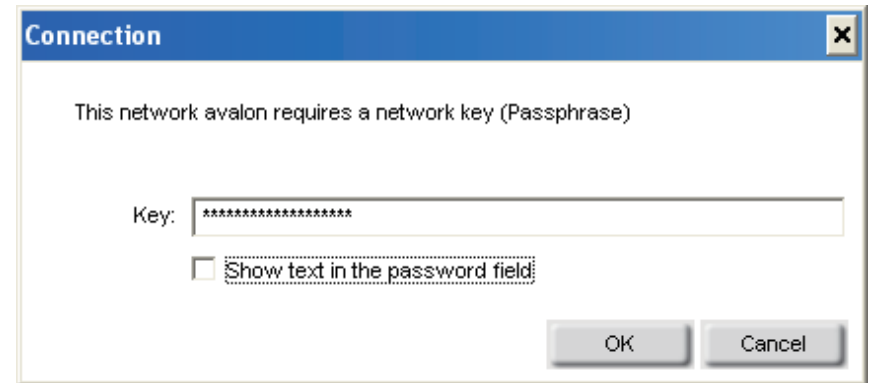 Connection
This network avalon requires a network key (Passphrase)
Key: *******************
Show text in the password field
OK Cancel